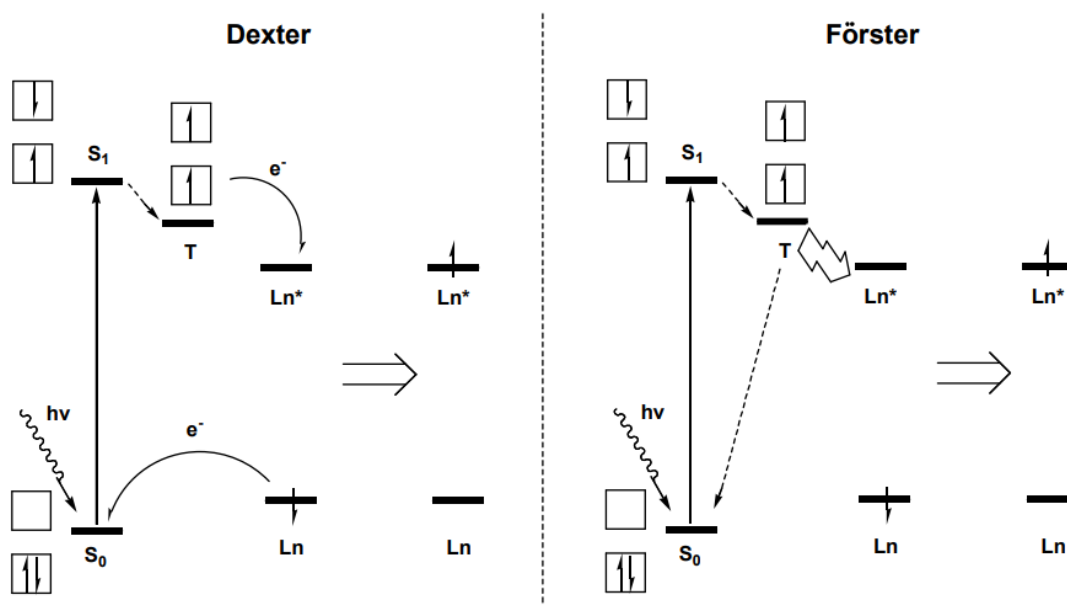 Dexter
S₁
e⁻
T
Ln*
Ln*
hν
e⁻
S₀
Ln
Ln
Förster
S₁
T
Ln*
Ln*
hν
S₀
Ln
Ln